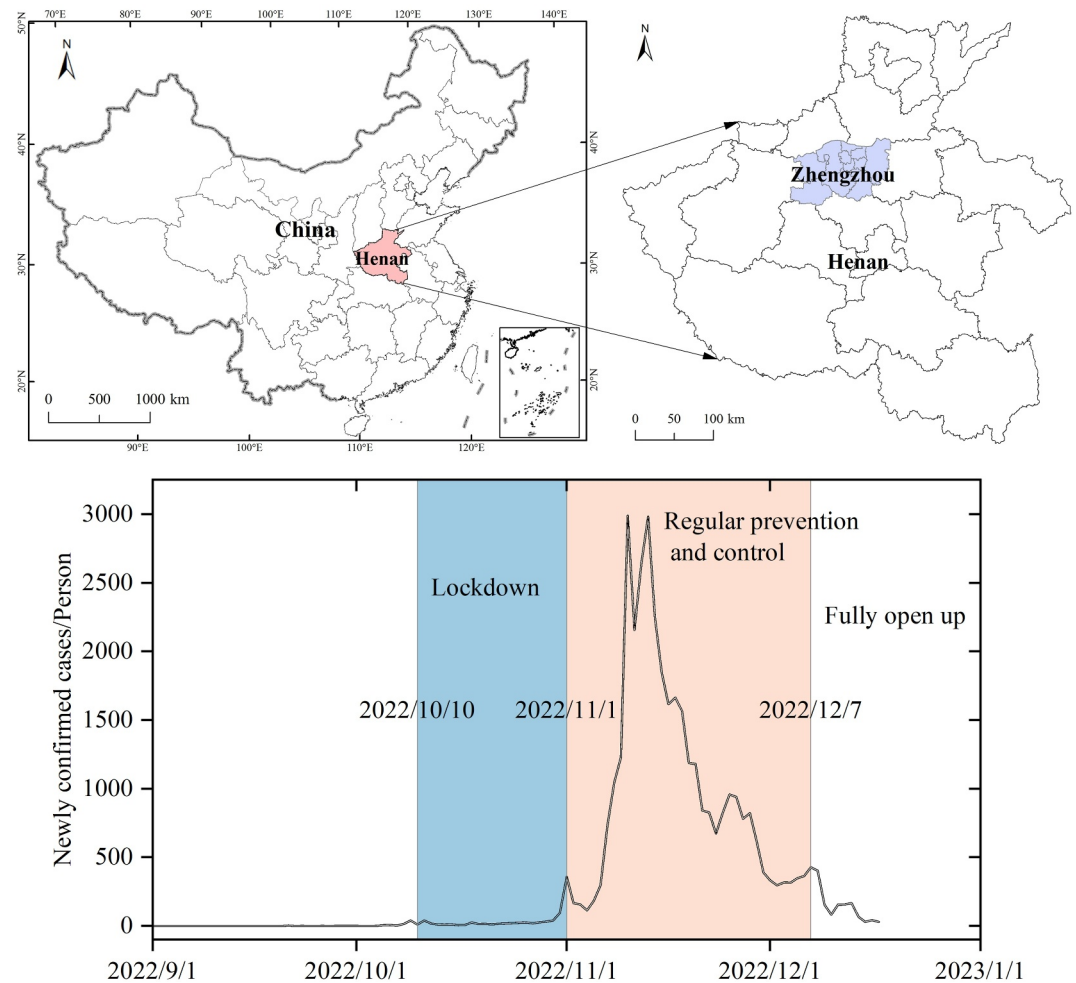 70°E 80°E 90°E 100°E 110°E 120°E 130°E 140°E
50°N
40°N
30°N
20°N
N
China
Henan
0 500 1000 km
90°E 100°E 110°E 120°E
N
40°N
30°N
20°N
Zhengzhou
Henan
0 50 100 km
Newly confirmed cases/Person
3000
2500
2000
1500
1000
500
0
Lockdown
Regular prevention
and control
Fully open up
2022/10/10
2022/11/1
2022/12/7
2022/9/1 2022/10/1 2022/11/1 2022/12/1 2023/1/1